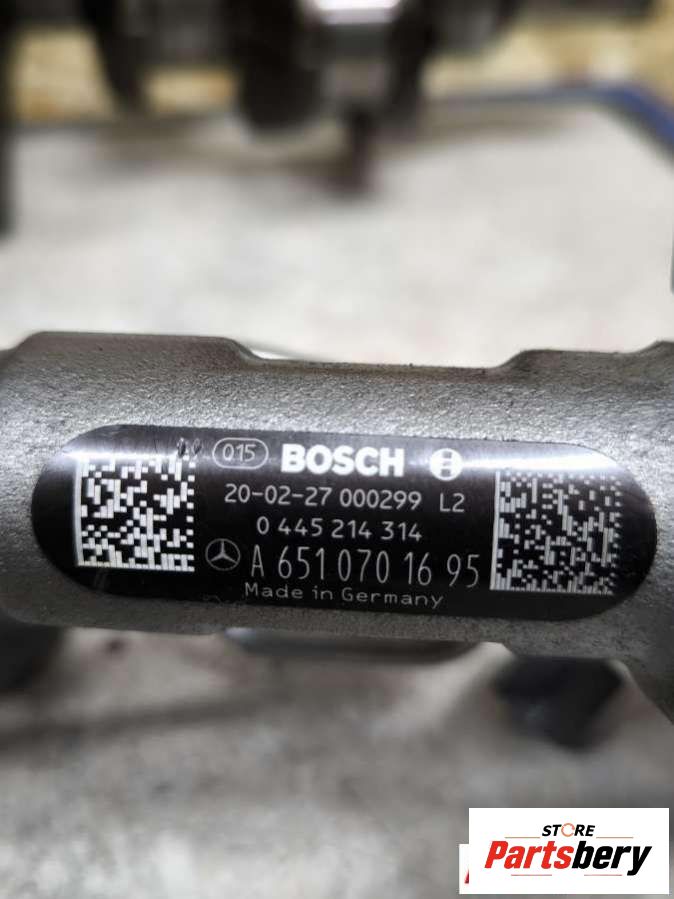 015 BOSCH
20-02-27 000299 L2
0 445 214 314
A 651 070 16 95
Made in Germany
STORE
Partsbery